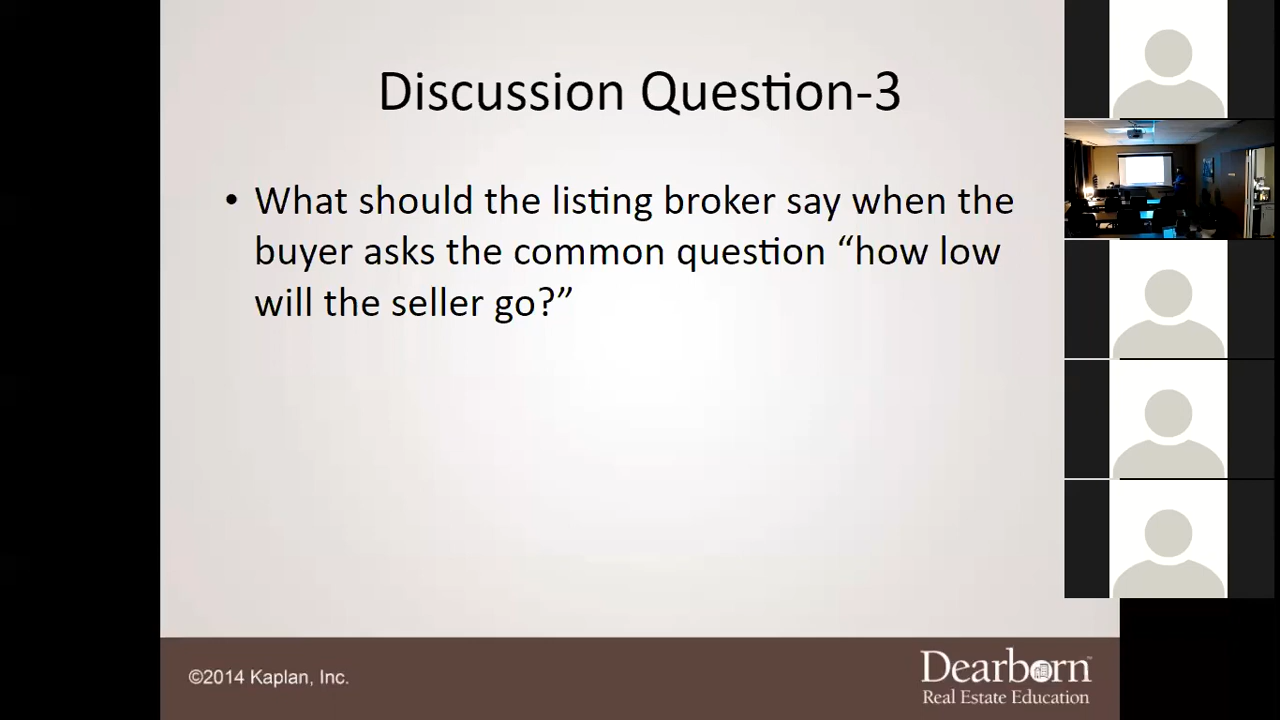 Discussion Question-3
• What should the listing broker say when the
buyer asks the common question “how low
will the seller go?”
©2014 Kaplan, Inc.
Dearborn™
Real Estate Education